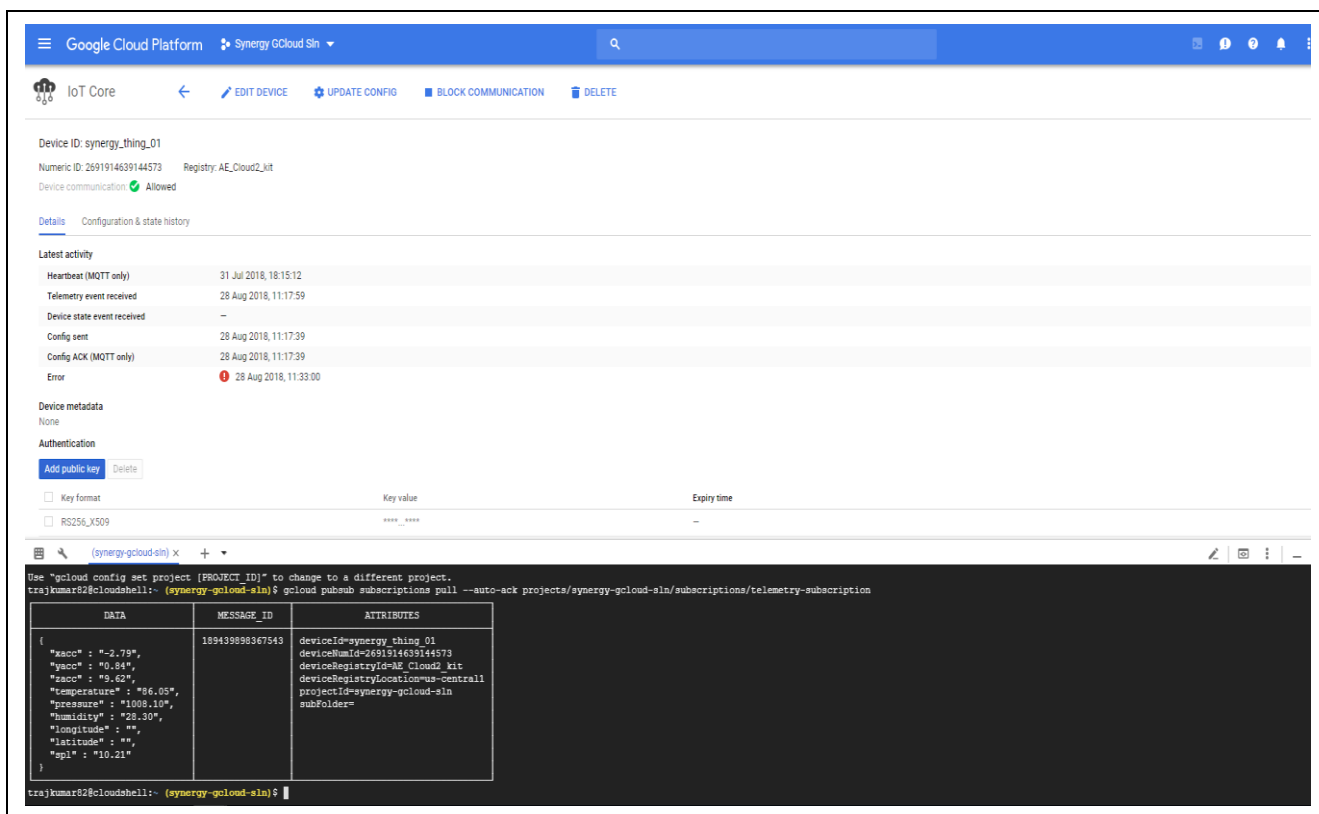 Google Cloud Platform Synergy GCloud Sln
IoT Core EDIT DEVICE UPDATE CONFIG BLOCK COMMUNICATION DELETE
Device ID: synergy_thing_01
Numeric ID: 2691914639144573 Registry: AE_Cloud2_kit
Device communication: Allowed
Details Configuration & state history
Latest activity
Heartbeat (MQTT only) 31 Jul 2018, 18:15:12
Telemetry event received 28 Aug 2018, 11:17:59
Device state event received –
Config sent 28 Aug 2018, 11:17:39
Config ACK (MQTT only) 28 Aug 2018, 11:17:39
Error 28 Aug 2018, 11:33:00
Device metadata
None
Authentication
Add public key Delete
Key format Key value Expiry time
RS256_X509 ****...**** –
(synergy-gcloud-sln) × + 
Use "gcloud config set project [PROJECT_ID]" to change to a different project.
trajkumar82@cloudshell:~ (synergy-gcloud-sln)$ gcloud pubsub subscriptions pull --auto-ack projects/synergy-gcloud-sln/subscriptions/telemetry-subscription
DATA MESSAGE_ID ATTRIBUTES
{ 189439898367543 deviceId=synergy_thing_01
"xacc" : "-2.79", deviceNumId=2691914639144573
"yacc" : "0.84", deviceRegistryId=AE_Cloud2_kit
"zacc" : "9.62", deviceRegistryLocation=us-central1
"temperature" : "86.05", projectId=synergy-gcloud-sln
"pressure" : "1008.10", subFolder=
"humidity" : "28.30",
"longitude" : "",
"latitude" : "",
"spl" : "10.21"
}
trajkumar82@cloudshell:~ (synergy-gcloud-sln)$